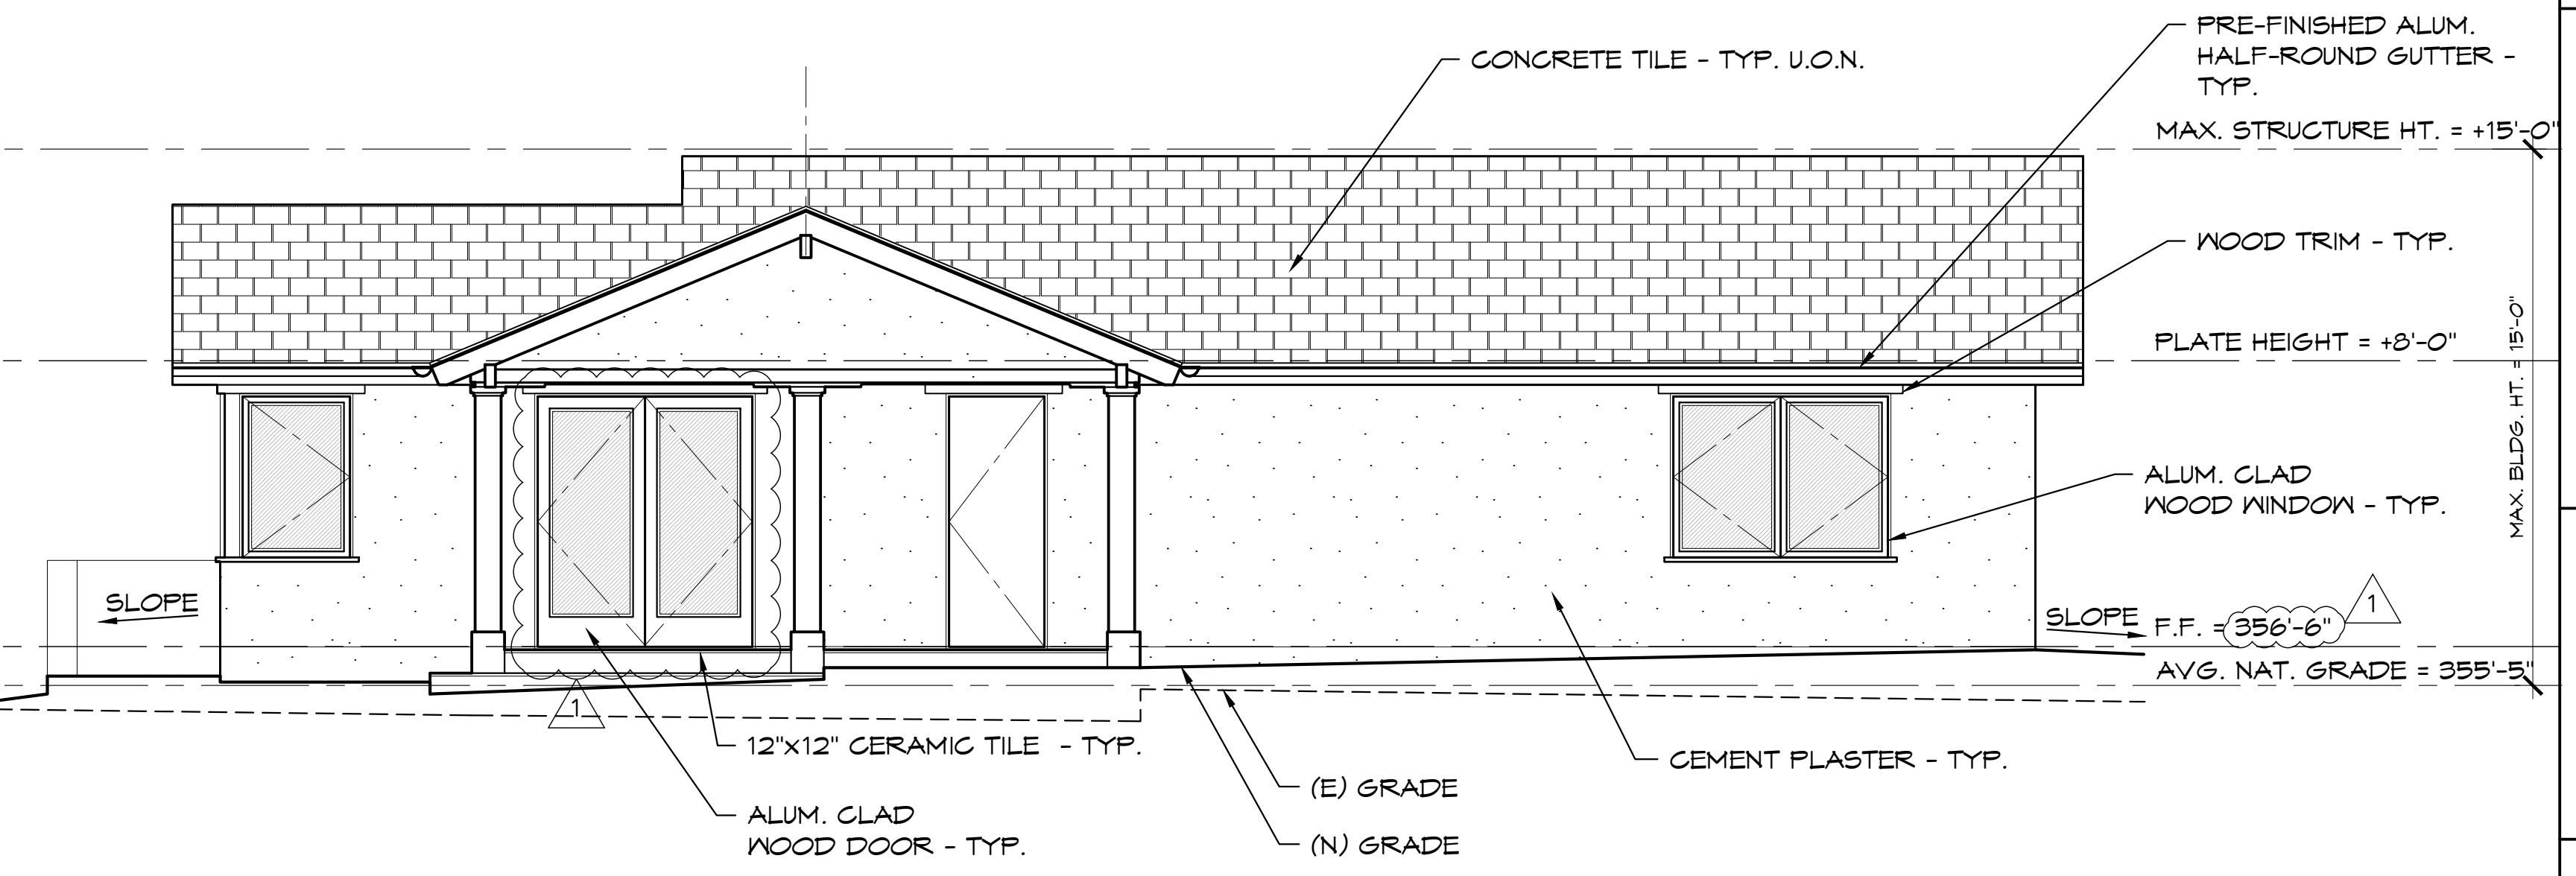 PRE-FINISHED ALUM.
HALF-ROUND GUTTER -
TYP.
CONCRETE TILE - TYP. U.O.N.
MAX. STRUCTURE HT. = +15'-0"
WOOD TRIM - TYP.
PLATE HEIGHT = +8'-0"
MAX. BLDG. HT. = 15'-0"
ALUM. CLAD
WOOD WINDOW - TYP.
SLOPE
SLOPE
F.F. = 356'-6"
1
AVG. NAT. GRADE = 355'-5"
1
12"x12" CERAMIC TILE - TYP.
CEMENT PLASTER - TYP.
(E) GRADE
ALUM. CLAD
WOOD DOOR - TYP.
(N) GRADE